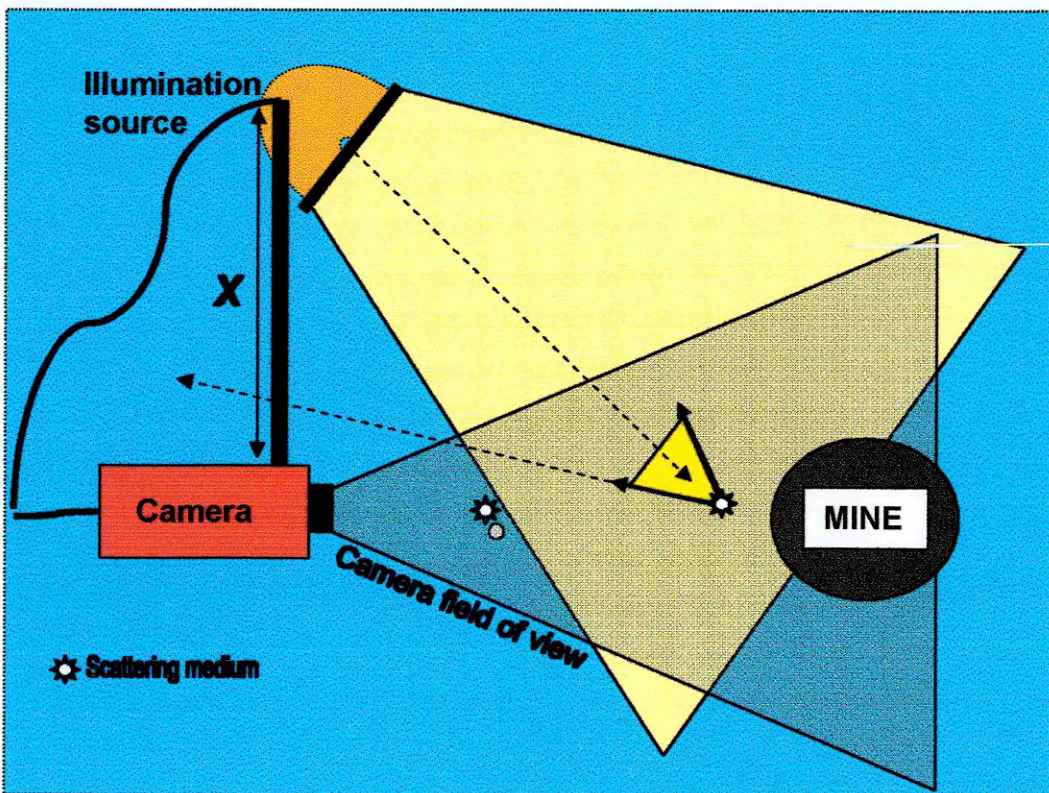 Illumination
source
X
Camera
MINE
Camera field of view
Scattering medium